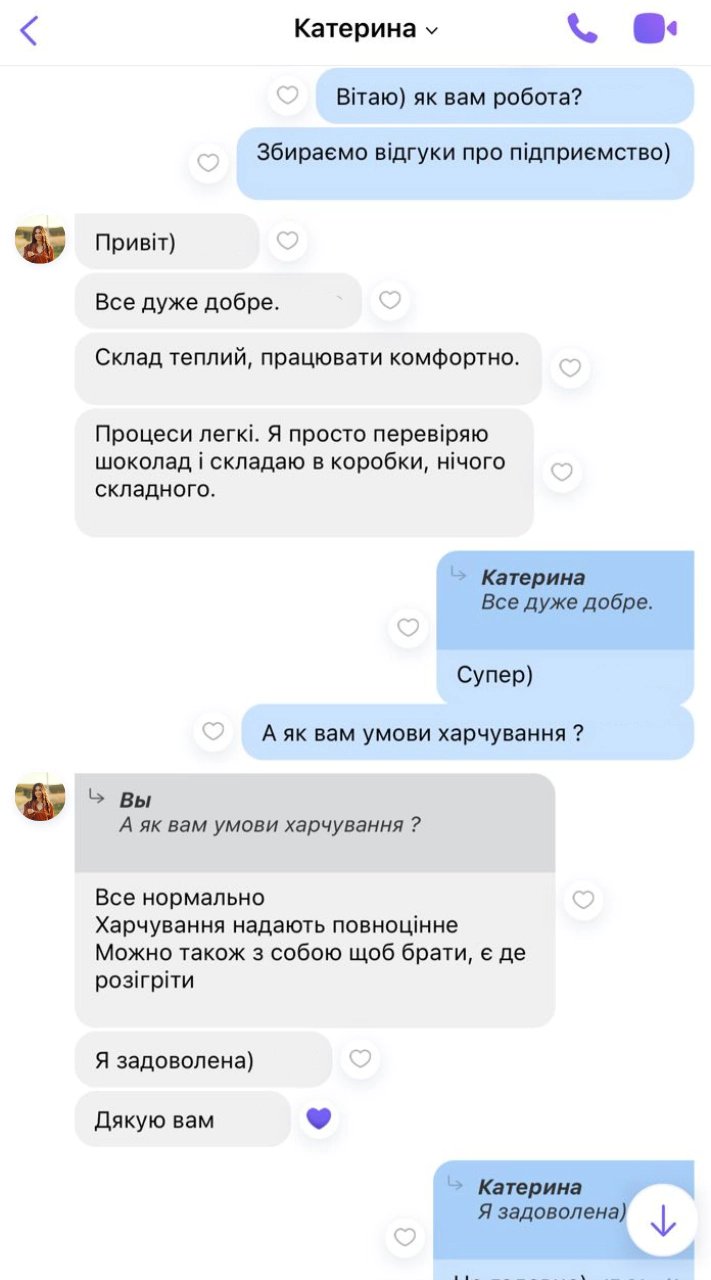 Катерина
Вітаю) як вам робота?
Збираємо відгуки про підприємство)
Привіт)
Все дуже добре.
Склад теплий, працювати комфортно.
Процеси легкі. Я просто перевіряю
шоколад і складаю в коробки, нічого
складного.
Катерина
Все дуже добре.
Супер)
А як вам умови харчування ?
Вы
А як вам умови харчування ?
Все нормально
Харчування надають повноцінне
Можно також з собою щоб брати, є де
розігріти
Я задоволена)
Дякую вам
Катерина
Я задоволена)